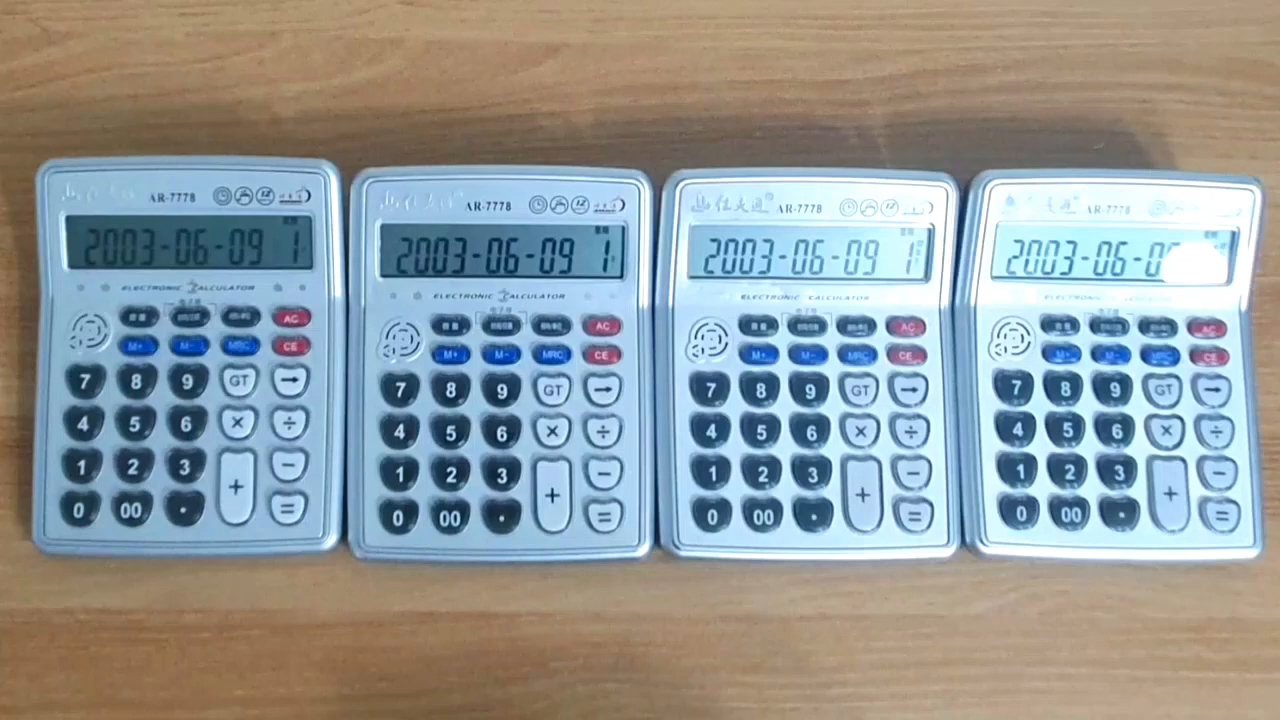 AR-7778
2003-06-09 1
ELECTRONIC CALCULATOR
AC
M+ M− MRC CE
7 8 9 GT →
4 5 6 × ÷
1 2 3 −
0 00 · + =
AR-7778
2003-06-09 1
ELECTRONIC CALCULATOR
AC
M+ M− MRC CE
7 8 9 GT →
4 5 6 × ÷
1 2 3 −
0 00 · + =
AR-7778
2003-06-09 1
ELECTRONIC CALCULATOR
AC
M+ M− MRC CE
7 8 9 GT →
4 5 6 × ÷
1 2 3 −
0 00 · + =
AR-7778
2003-06-0
ELECTRONIC CALCULATOR
AC
M+ M− MRC CE
7 8 9 GT →
4 5 6 × ÷
1 2 3 −
0 00 · + =